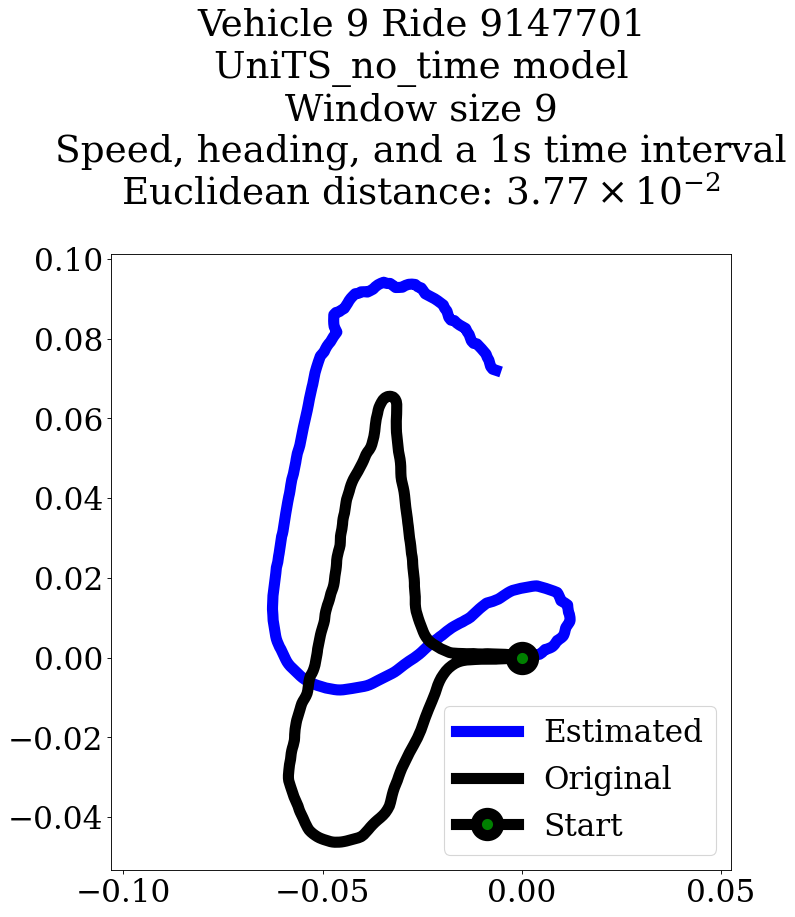 Vehicle 9 Ride 9147701
UniTS_no_time model
Window size 9
Speed, heading, and a 1s time interval
Euclidean distance: 3.77 × 10⁻²
0.10
0.08
0.06
0.04
0.02
0.00
−0.02
−0.04
−0.10
−0.05
0.00
0.05
Estimated
Original
Start